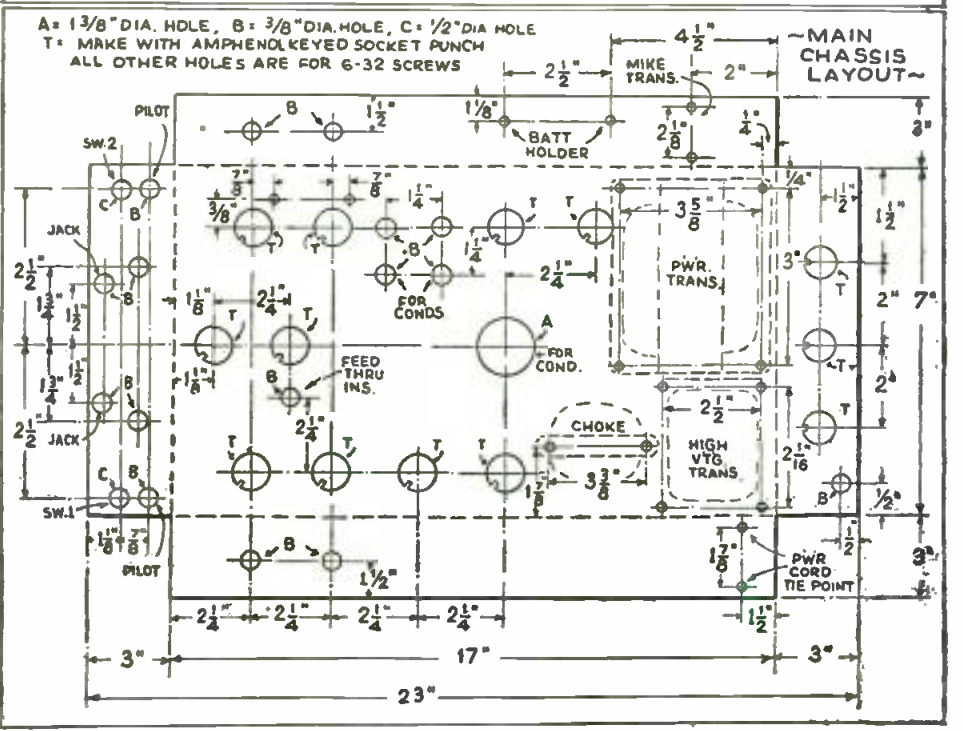 A= 1 3/8" DIA. HOLE, B= 3/8" DIA. HOLE, C= 1/2" DIA HOLE
T= MAKE WITH AMPHENOL KEYED SOCKET PUNCH
ALL OTHER HOLES ARE FOR 6-32 SCREWS
~MAIN
CHASSIS
LAYOUT~
4 1/2"
2 1/2"
MIKE
TRANS.
2"
PILOT
B
1 1/2"
1 1/8"
BATT
HOLDER
2 1/8"
1/4"
3"
SW.2
C
B
7/8"
7/8"
3/8"
1 1/4"
T
T
T
T
3 5/8"
1/4"
1/2"
1 1/2"
JACK
B
B
1 1/4"
2 1/4"
PWR.
TRANS.
3"
T
2"
7"
2 1/2"
1 3/4"
1 1/2"
FOR
CONDS
1 1/8"
2 1/4"
T
T
A
FOR
COND.
T
1 1/8"
B
FEED
THRU
INS.
2 1/2"
1 3/4"
1 1/2"
B
JACK
2 1/4"
CHOKE
2 1/2"
2"
T
HIGH
VTG
TRANS
2 1/16"
T
T
T
T
3 3/8"
1 7/8"
C
B
SW.1
B
1/2"
1 1/8"
7/8"
PILOT
B
1 1/2"
1 7/8"
PWR
CORD
TIE POINT
1/2"
3"
2 1/4"
2 1/4"
2 1/4"
2 1/4"
1 1/2"
3"
17"
3"
23"